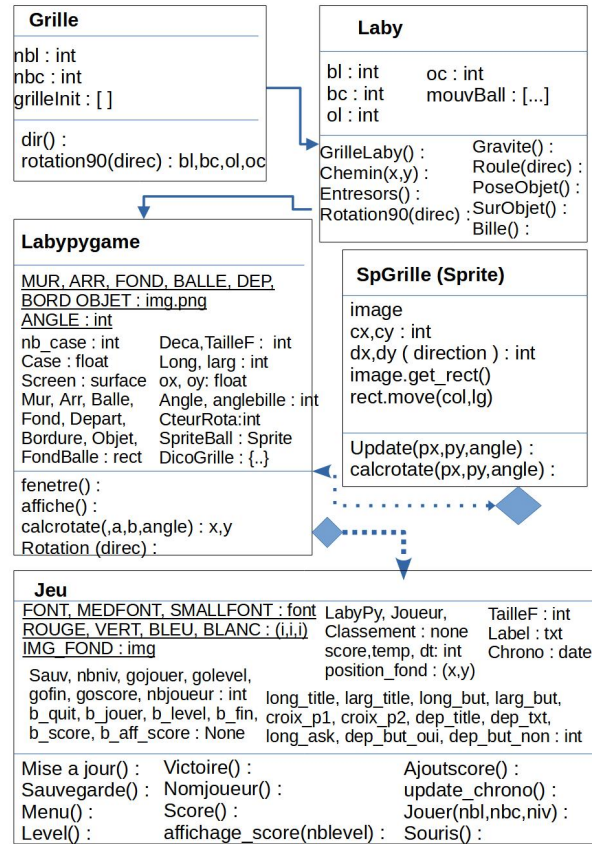 Grille
nbl : int
nbc : int
grilleInit : [ ]
dir() :
rotation90(direc) : bl,bc,ol,oc
Laby
bl : int
bc : int
ol : int
oc : int
mouvBall : [...]
GrilleLaby() :
Chemin(x,y) :
Entresors() :
Rotation90(direc) :
Gravite() :
Roule(direc) :
PoseObjet() :
SurObjet() :
Bille() :
Labypygame
MUR, ARR, FOND, BALLE, DEP,
BORD OBJET : img.png
ANGLE : int
nb_case : int
Case : float
Screen : surface
Mur, Arr, Balle,
Fond, Depart,
Bordure, Objet,
FondBalle : rect
Deca,TailleF : int
Long, larg : int
ox, oy: float
Angle, anglebille : int
CteurRota:int
SpriteBall : Sprite
DicoGrille : {..}
fenetre() :
affiche() :
calcrotate(,a,b,angle) : x,y
Rotation (direc) :
SpGrille (Sprite)
image
cx,cy : int
dx,dy ( direction ) : int
image.get_rect()
rect.move(col,lg)
Update(px,py,angle) :
calcrotate(px,py,angle) :
Jeu
FONT, MEDFONT, SMALLFONT : font
ROUGE, VERT, BLEU, BLANC : (i,i,i)
IMG_FOND : img
Sauv, nbniv, gojouer, golevel,
gofin, goscore, nbjoueur : int
b_quit, b_jouer, b_level, b_fin,
b_score, b_aff_score : None
LabyPy, Joueur,
Classement : none
score,temp, dt: int
position_fond : (x,y)
TailleF : int
Label : txt
Chrono : date
long_title, larg_title, long_but, larg_but,
croix_p1, croix_p2, dep_title, dep_txt,
long_ask, dep_but_oui, dep_but_non : int
Mise a jour() :
Sauvegarde() :
Menu() :
Level() :
Victoire() :
Nomjoueur() :
Score() :
affichage_score(nblevel) :
Ajoutscore() :
update_chrono() :
Jouer(nbl,nbc,niv) :
Souris() :